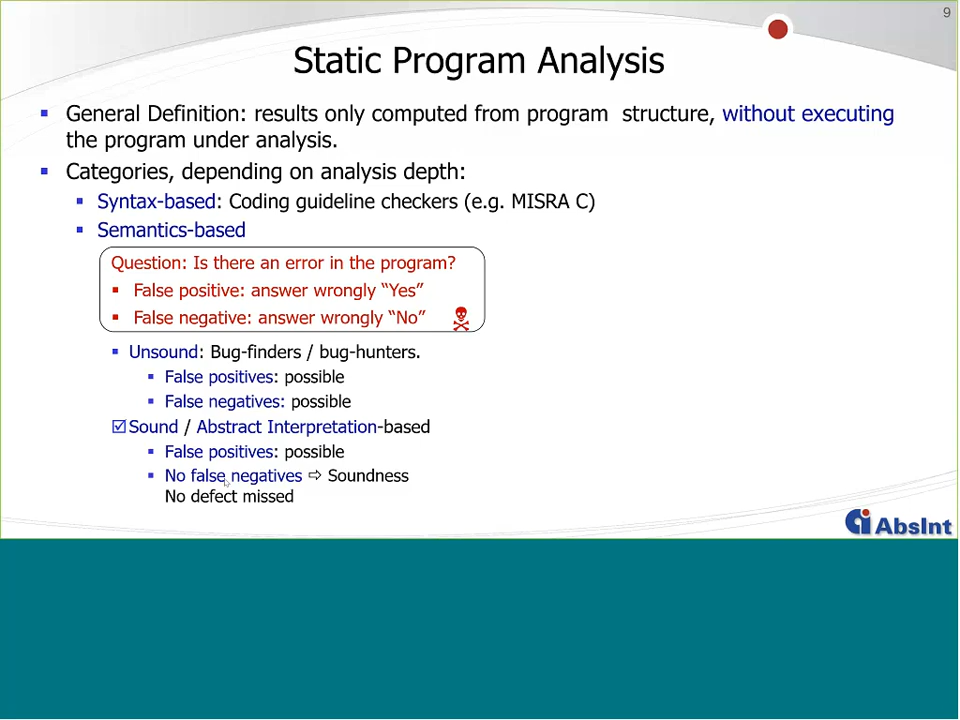 9
Static Program Analysis
▪ General Definition: results only computed from program structure, without executing
the program under analysis.
▪ Categories, depending on analysis depth:
▪ Syntax-based: Coding guideline checkers (e.g. MISRA C)
▪ Semantics-based
Question: Is there an error in the program?
▪ False positive: answer wrongly “Yes”
▪ False negative: answer wrongly “No”
▪ Unsound: Bug-finders / bug-hunters.
▪ False positives: possible
▪ False negatives: possible
☑ Sound / Abstract Interpretation-based
▪ False positives: possible
▪ No false negatives ⇨ Soundness
No defect missed
AbsInt